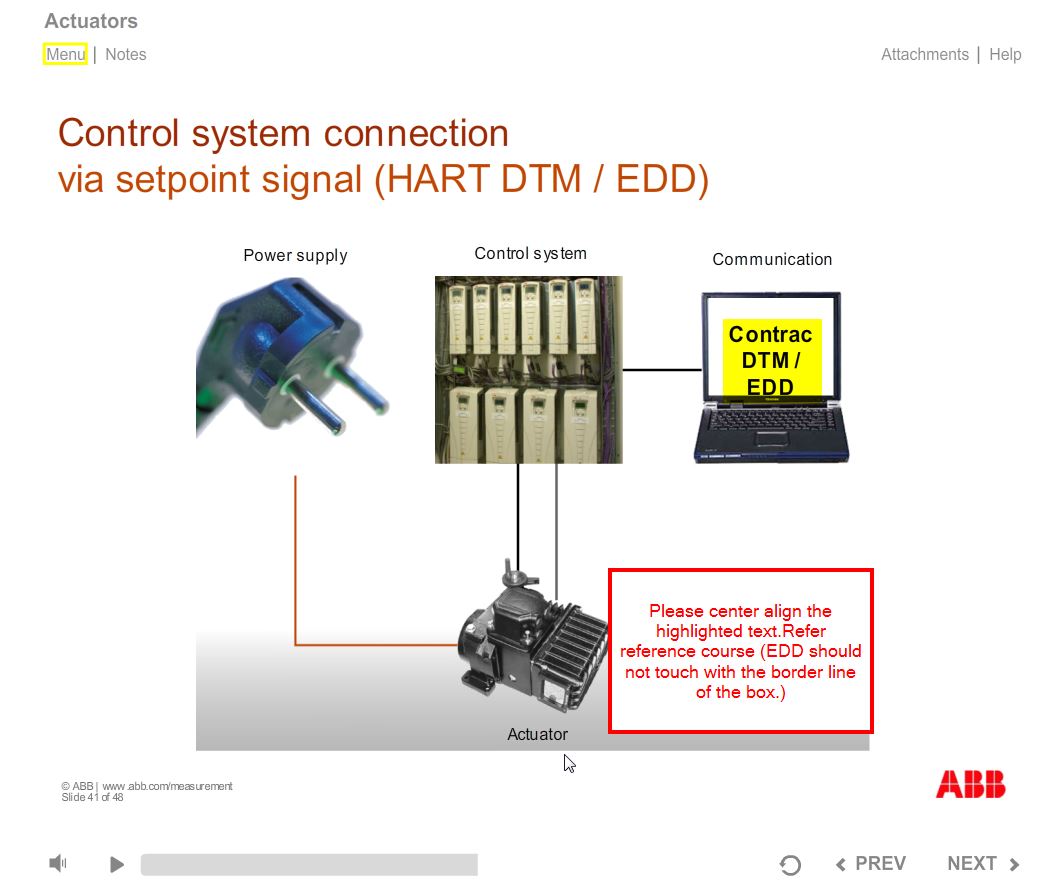 Actuators
Menu | Notes
Attachments | Help
Control system connection
via setpoint signal (HART DTM / EDD)
Power supply
Control system
Communication
Contrac
DTM /
EDD
Please center align the
highlighted text.Refer
reference course (EDD should
not touch with the border line
of the box.)
Actuator
© ABB | www.abb.com/measurement
Slide 41 of 48
ABB
PREV
NEXT